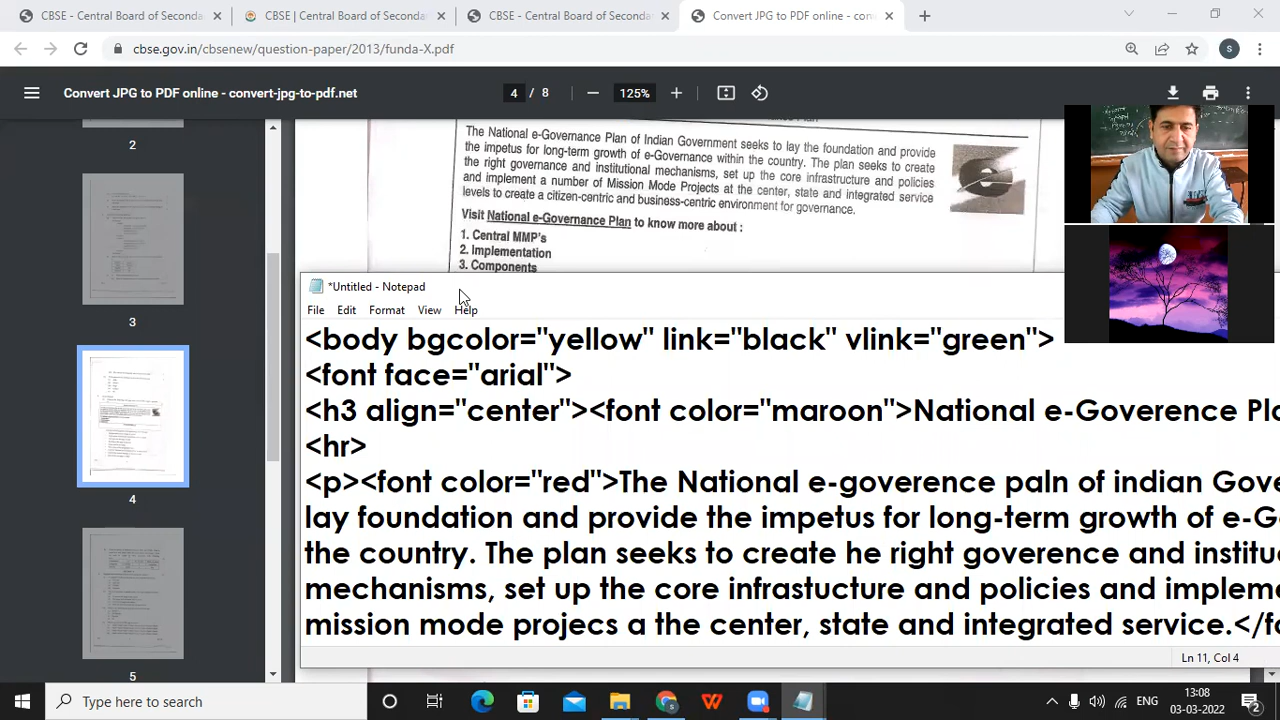 CBSE - Central Board of Seconda
CBSE | Central Board of Seconda
CBSE - Central Board of Seconda
Convert JPG to PDF online - conv
cbse.gov.in/cbsenew/question-paper/2013/funda-X.pdf
S
Convert JPG to PDF online - convert-jpg-to-pdf.net
4 / 8
125%
2
3
4
5
The National e-Governance Plan of Indian Government seeks to lay the foundation and provide
the impetus for long-term growth of e-Governance within the country. The plan seeks to create
the right governance and institutional mechanisms, set up the core infrastructure and policies
and implement a number of Mission Mode Projects at the center, state and integrated service
levels to create a citizen-centric and business-centric environment for governance.
Visit National e-Governance Plan to know more about :
1. Central MMP's
2. Implementation
3. Components
*Untitled - Notepad
File Edit Format View Help
<body bgcolor="yellow" link="black" vlink="green">
<font face="arial">
<h3 align="center"><font color="maroon">National e-Goverence Pla
<hr>
<p><font color="red">The National e-goverence paln of indian Gove
lay foundation and provide the impetus for long-term growth of e-Go
the country. The plan seeks to create he right goverence and institu
mechanisms, set up the core infrasructure and policies and impleme
mission mode projecs a the center, state and integrated service.</fo
Ln 11, Col 4
Type here to search
ENG
13:08
03-03-2022
2